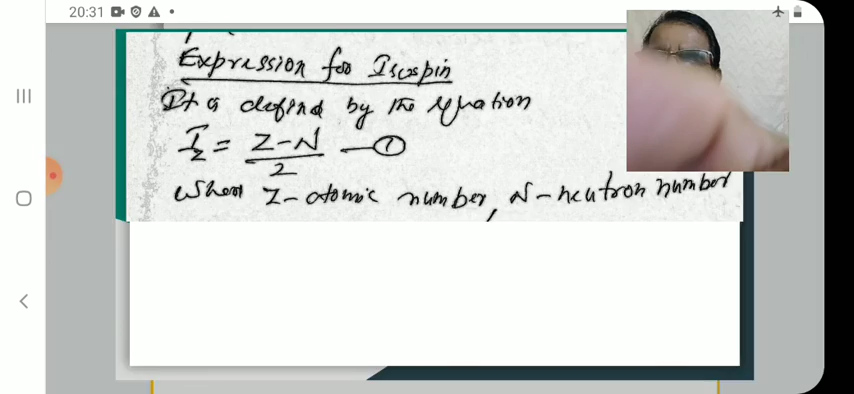 20:31
Expression for Isospin
It is defined by the equation
I_z = Z-N/2 —①
Where Z- atomic number, N- neutron number